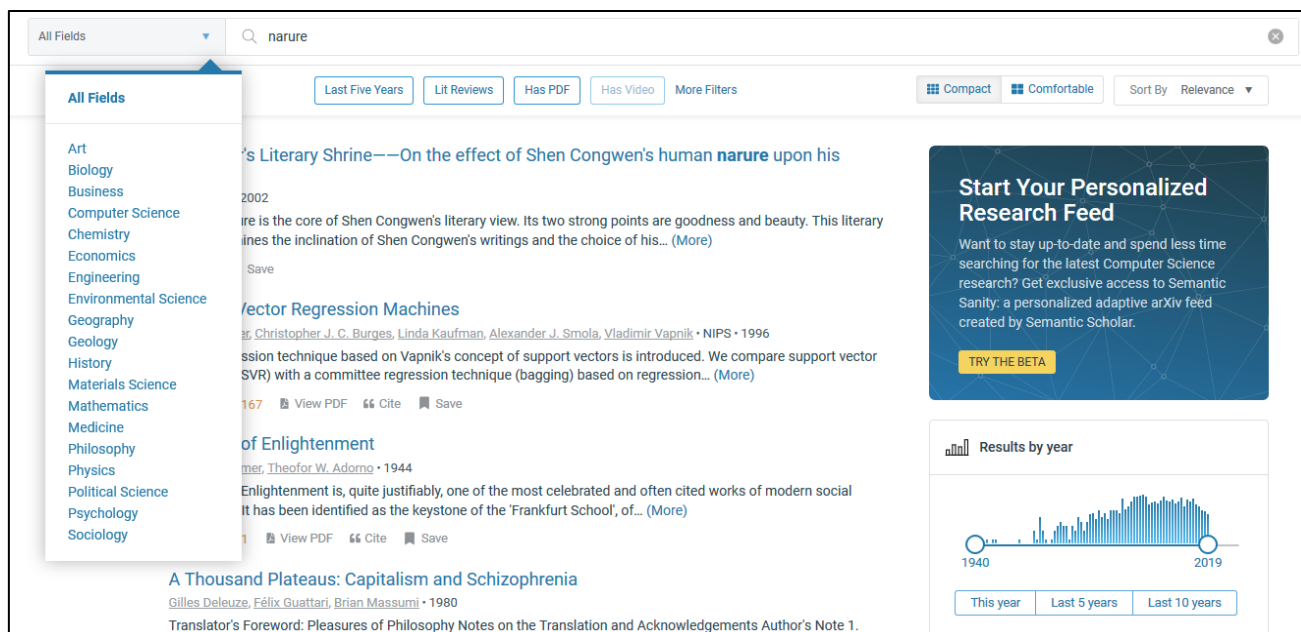 All Fields
narure
Last Five Years
Lit Reviews
Has PDF
Has Video
More Filters
Compact
Comfortable
Sort By Relevance
All Fields
Art
Biology
Business
Computer Science
Chemistry
Economics
Engineering
Environmental Science
Geography
Geology
History
Materials Science
Mathematics
Medicine
Philosophy
Physics
Political Science
Psychology
Sociology
's Literary Shrine——On the effect of Shen Congwen's human narure upon his
2002
is the core of Shen Congwen's literary view. Its two strong points are goodness and beauty. This literary
the inclination of Shen Congwen's writings and the choice of his… (More)
Save
Vector Regression Machines
Christopher J. C. Burges, Linda Kaufman, Alexander J. Smola, Vladimir Vapnik • NIPS • 1996
technique based on Vapnik's concept of support vectors is introduced. We compare support vector
SVR) with a committee regression technique (bagging) based on regression… (More)
167 View PDF Cite Save
of Enlightenment
Theofor W. Adorno • 1944
Enlightenment is, quite justifiably, one of the most celebrated and often cited works of modern social
It has been identified as the keystone of the 'Frankfurt School', of… (More)
1 View PDF Cite Save
A Thousand Plateaus: Capitalism and Schizophrenia
Gilles Deleuze, Félix Guattari, Brian Massumi • 1980
Translator's Foreword: Pleasures of Philosophy Notes on the Translation and Acknowledgements Author's Note 1.
Start Your Personalized
Research Feed
Want to stay up-to-date and spend less time
searching for the latest Computer Science
research? Get exclusive access to Semantic
Sanity: a personalized adaptive arXiv feed
created by Semantic Scholar.
TRY THE BETA
Results by year
1940 2019
This year
Last 5 years
Last 10 years